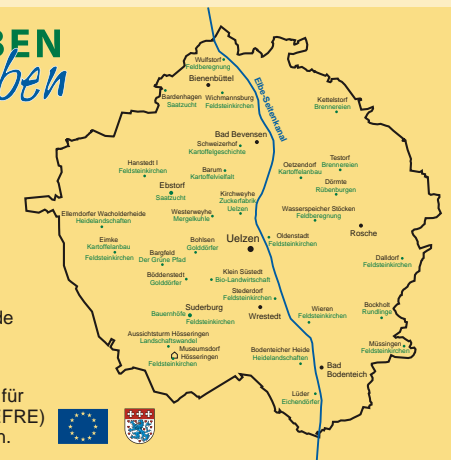 BEN
ben
Wulfstorf
Feldberegnung
Bienenbüttel
Elbe-Seitenkanal
Bardenhagen
Saatzucht
Wichmannsburg
Feldsteinkirchen
Kettelstorf
Brennereien
Bad Bevensen
Schweizerhof
Kartoffelgeschichte
Hanstedt I
Feldsteinkirchen
Barum
Kartoffelvielfalt
Oetzendorf
Kartoffelanbau
Testorf
Brennereien
Dörmte
Rübenburgen
Ebstorf
Saatzucht
Kirchweyhe
Zuckerfabrik
Uelzen
Ellerndorfer Wacholderheide
Heidelandschaften
Westerweyhe
Mergelkuhle
Wasserspeicher Stöcken
Feldberegnung
Rosche
Eimke
Kartoffelanbau
Feldsteinkirchen
Bohlsen
Golddörfer
Uelzen
Oldenstadt
Feldsteinkirchen
Bargfeld
Der Grüne Pfad
Dalldorf
Feldsteinkirchen
Böddenstedt
Golddörfer
Klein Süstedt
Bio-Landwirtschaft
Stederdorf
Feldsteinkirchen
Suderburg
Bauernhöfe
Feldsteinkirchen
Wrestedt
Wieren
Feldsteinkirchen
Bockholt
Rundlinge
de
Aussichtsturm Hösseringen
Landschaftswandel
Museumsdorf
Hösseringen
Feldsteinkirchen
Bodenteicher Heide
Heidelandschaften
Müssingen
Feldsteinkirchen
Bad
Bodenteich
Lüder
Eichendörfer
für
EFRE)
n.